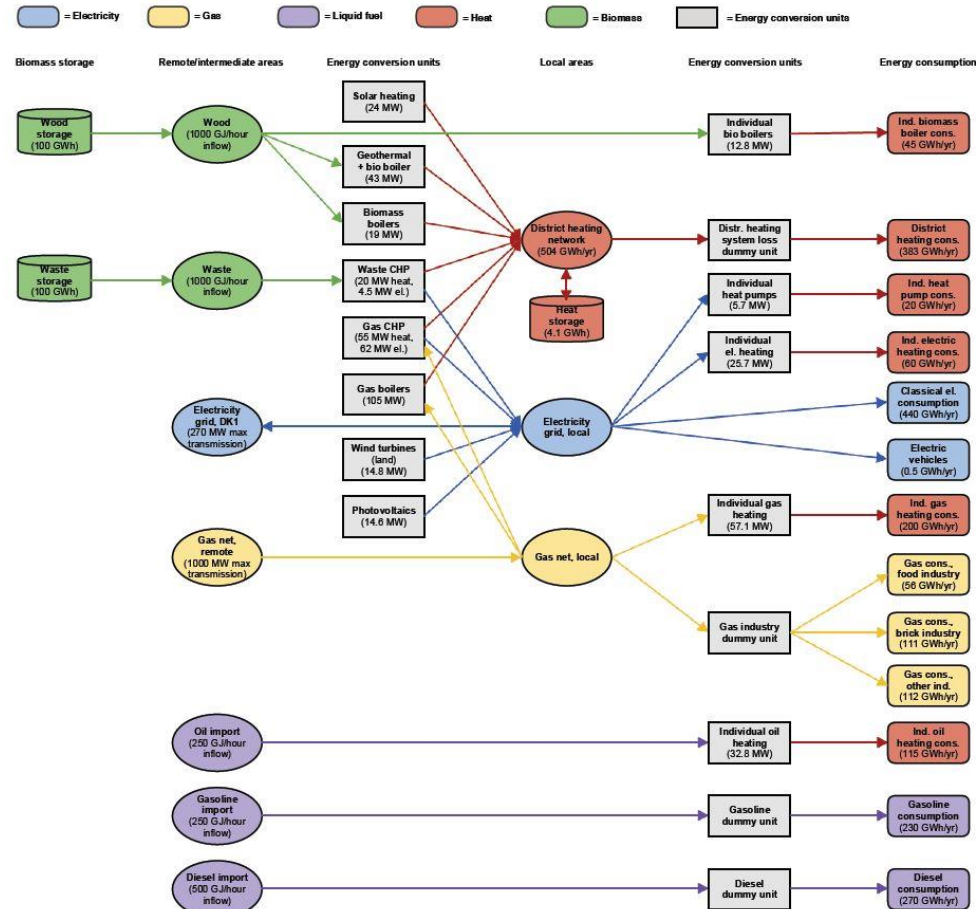 = Electricity
= Gas
= Liquid fuel
= Heat
= Biomass
= Energy conversion units
Biomass storage
Remote/intermediate areas
Energy conversion units
Local areas
Energy conversion units
Energy consumption
Wood
storage
(100 GWh)
Wood
(1000 GJ/hour
inflow)
Solar heating
(24 MW)
Geothermal
+ bio boiler
(43 MW)
Biomass
boilers
(19 MW)
Individual
bio boilers
(12.8 MW)
Ind. biomass
boiler cons.
(45 GWh/yr)
District heating
network
(504 GWh/yr)
Distr. heating
system loss
dummy unit
District
heating cons.
(383 GWh/yr)
Waste
storage
(100 GWh)
Waste
(1000 GJ/hour
inflow)
Waste CHP
(20 MW heat,
4.5 MW el.)
Heat
storage
(4.1 GWh)
Individual
heat pumps
(5.7 MW)
Ind. heat
pump cons.
(20 GWh/yr)
Gas CHP
(55 MW heat,
62 MW el.)
Individual
el. heating
(25.7 MW)
Ind. electric
heating cons.
(60 GWh/yr)
Gas boilers
(105 MW)
Electricity
grid, DK1
(270 MW max
transmission)
Electricity
grid, local
Classical el.
consumption
(440 GWh/yr)
Electric
vehicles
(0.5 GWh/yr)
Wind turbines
(land)
(14.8 MW)
Photovoltaics
(14.6 MW)
Individual gas
heating
(57.1 MW)
Ind. gas
heating cons.
(200 GWh/yr)
Gas net,
remote
(1000 MW max
transmission)
Gas net, local
Gas cons.,
food industry
(56 GWh/yr)
Gas industry
dummy unit
Gas cons.,
brick industry
(111 GWh/yr)
Gas cons.,
other ind.
(112 GWh/yr)
Oil import
(250 GJ/hour
inflow)
Individual oil
heating
(32.8 MW)
Ind. oil
heating cons.
(115 GWh/yr)
Gasoline
import
(250 GJ/hour
inflow)
Gasoline
dummy unit
Gasoline
consumption
(230 GWh/yr)
Diesel import
(500 GJ/hour
inflow)
Diesel
dummy unit
Diesel
consumption
(270 GWh/yr)